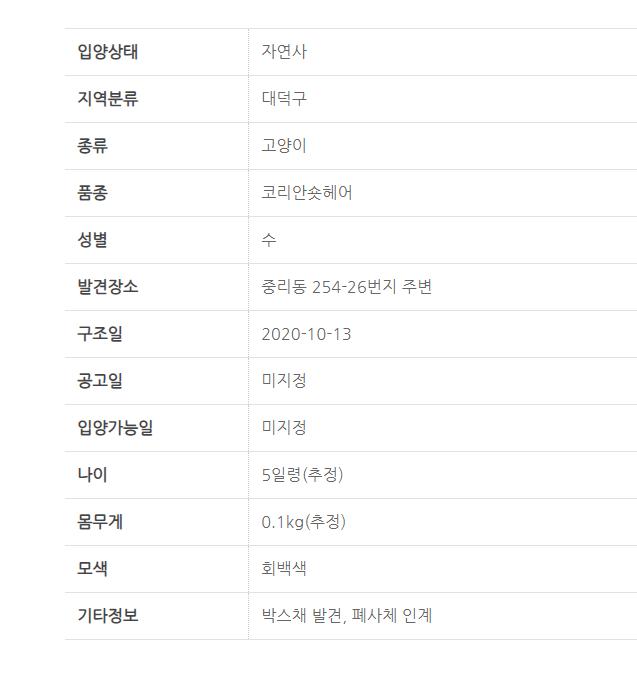 입양상태 자연사
지역분류 대덕구
종류 고양이
품종 코리안숏헤어
성별 수
발견장소 중리동 254-26번지 주변
구조일 2020-10-13
공고일 미지정
입양가능일 미지정
나이 5일령(추정)
몸무게 0.1kg(추정)
모색 회백색
기타정보 박스채 발견, 폐사체 인계